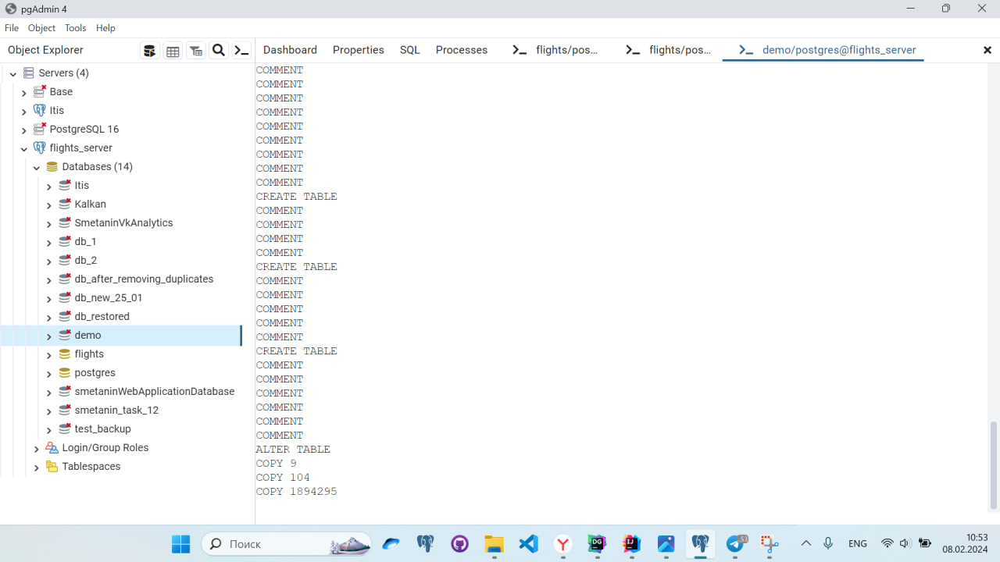 pgAdmin 4
File Object Tools Help
Object Explorer
Dashboard Properties SQL Processes flights/pos... flights/pos... demo/postgres@flights_server
Servers (4)
Base
Itis
PostgreSQL 16
flights_server
Databases (14)
Itis
Kalkan
SmetaninVkAnalytics
db_1
db_2
db_after_removing_duplicates
db_new_25_01
db_restored
demo
flights
postgres
smetaninWebApplicationDatabase
smetanin_task_12
test_backup
Login/Group Roles
Tablespaces
COMMENT
COMMENT
COMMENT
COMMENT
COMMENT
COMMENT
COMMENT
COMMENT
COMMENT
CREATE TABLE
COMMENT
COMMENT
COMMENT
COMMENT
CREATE TABLE
COMMENT
COMMENT
COMMENT
COMMENT
COMMENT
CREATE TABLE
COMMENT
COMMENT
COMMENT
COMMENT
COMMENT
COMMENT
ALTER TABLE
COPY 9
COPY 104
COPY 1894295
Поиск
DG
IJ
53
ENG
10:53
08.02.2024